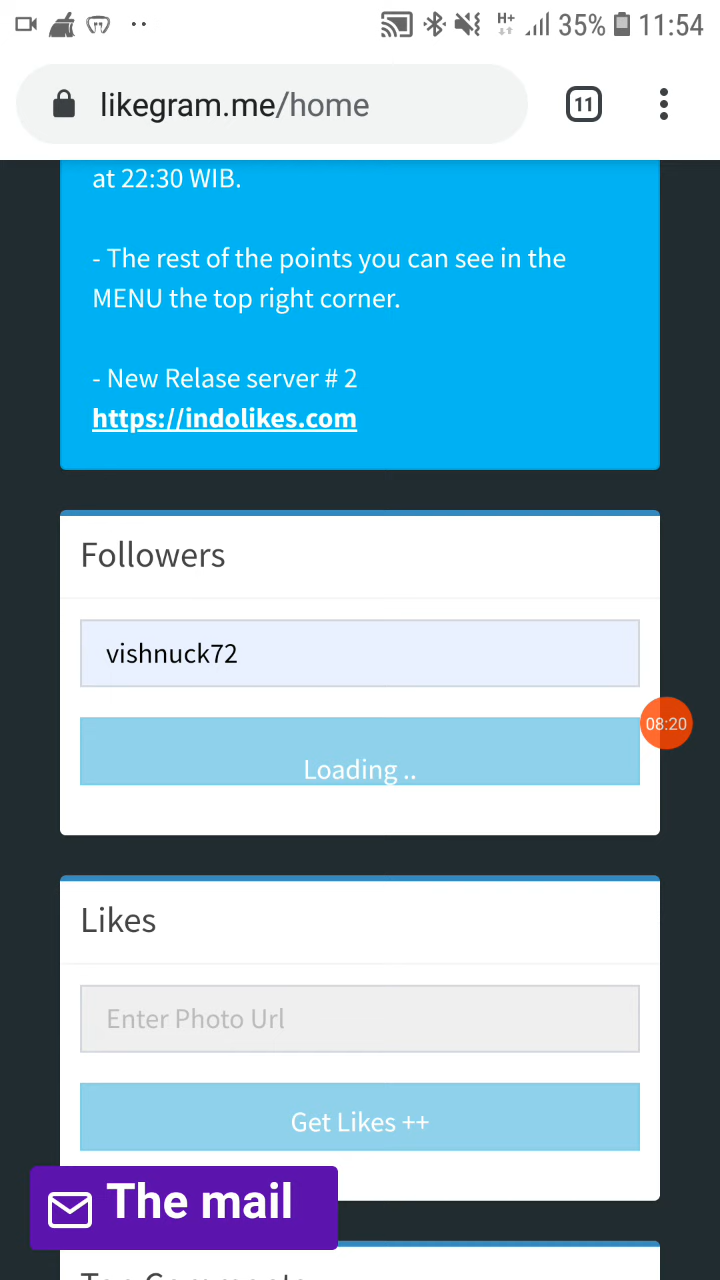 H+ 35% 11:54
likegram.me/home 11
at 22:30 WIB.
- The rest of the points you can see in the
MENU the top right corner.
- New Relase server # 2
https://indolikes.com
Followers
vishnuck72
08:20
Loading ..
Likes
Enter Photo Url
Get Likes ++
The mail
Top Comments